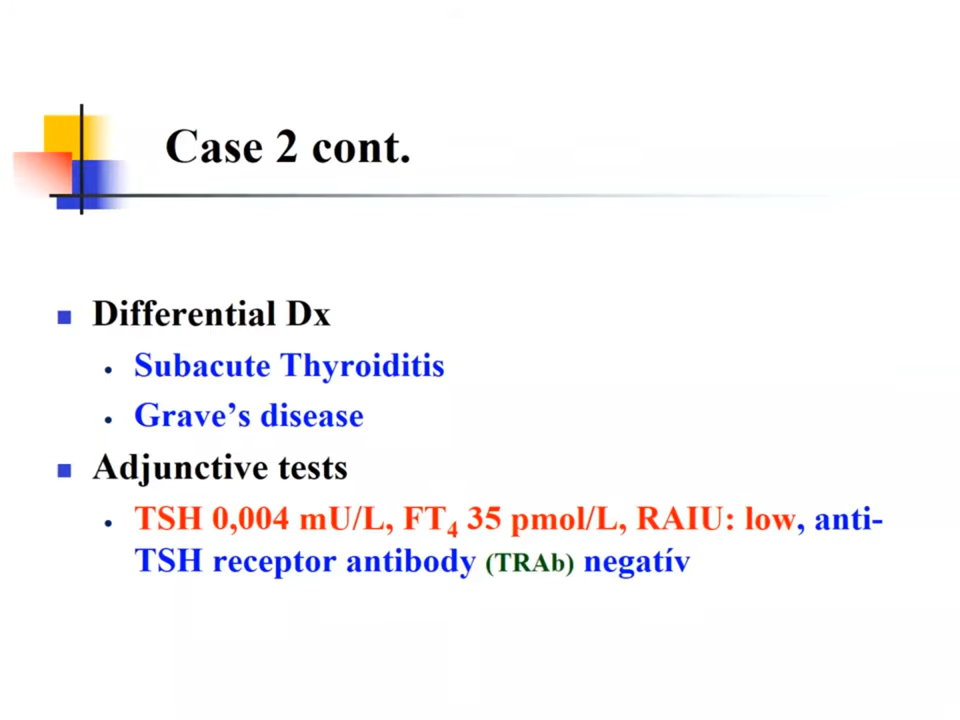 Case 2 cont.
Differential Dx
Subacute Thyroiditis
Grave’s disease
Adjunctive tests
TSH 0,004 mU/L, FT₄ 35 pmol/L, RAIU: low, anti-
TSH receptor antibody (TRAb) negatív